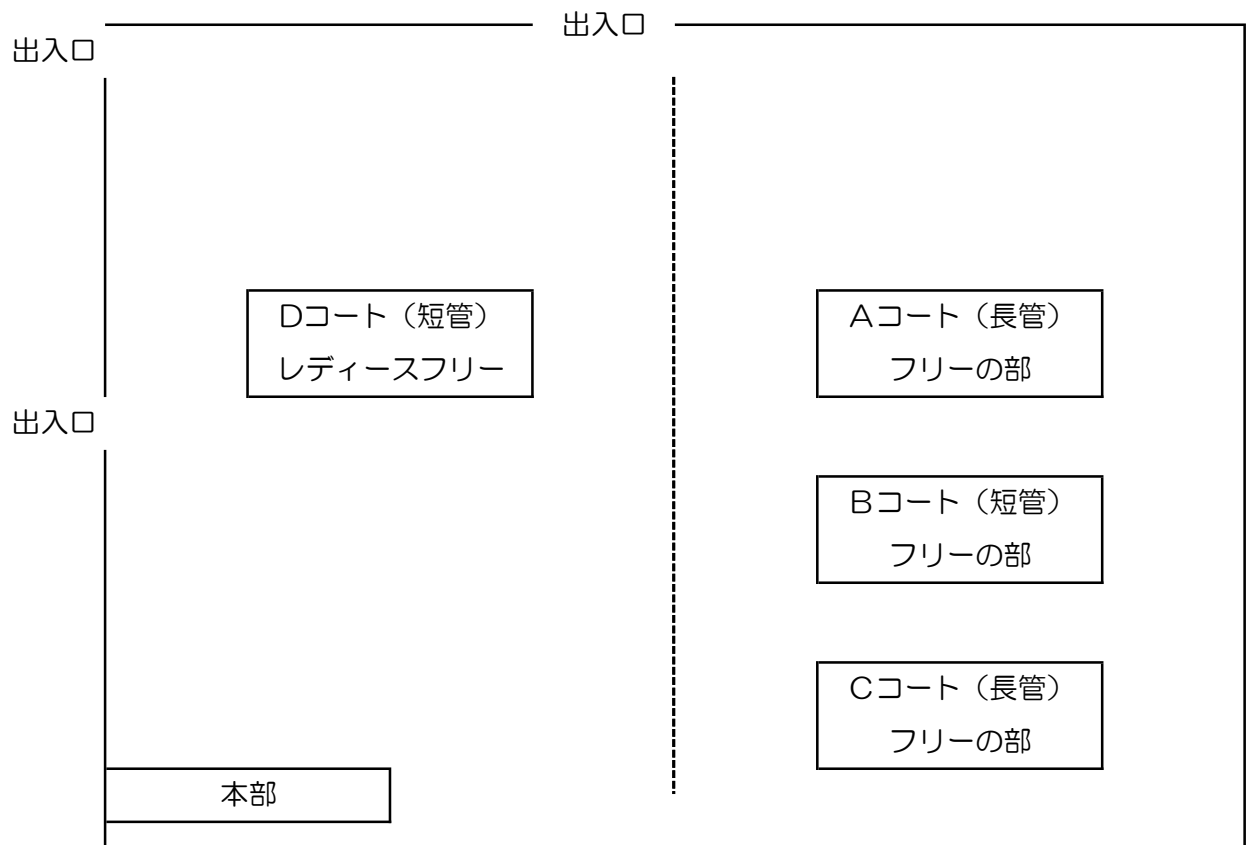 出入口
出入口
Dコート（短管）
レディースフリー
Aコート（長管）
フリーの部
出入口
Bコート（短管）
フリーの部
Cコート（長管）
フリーの部
本部